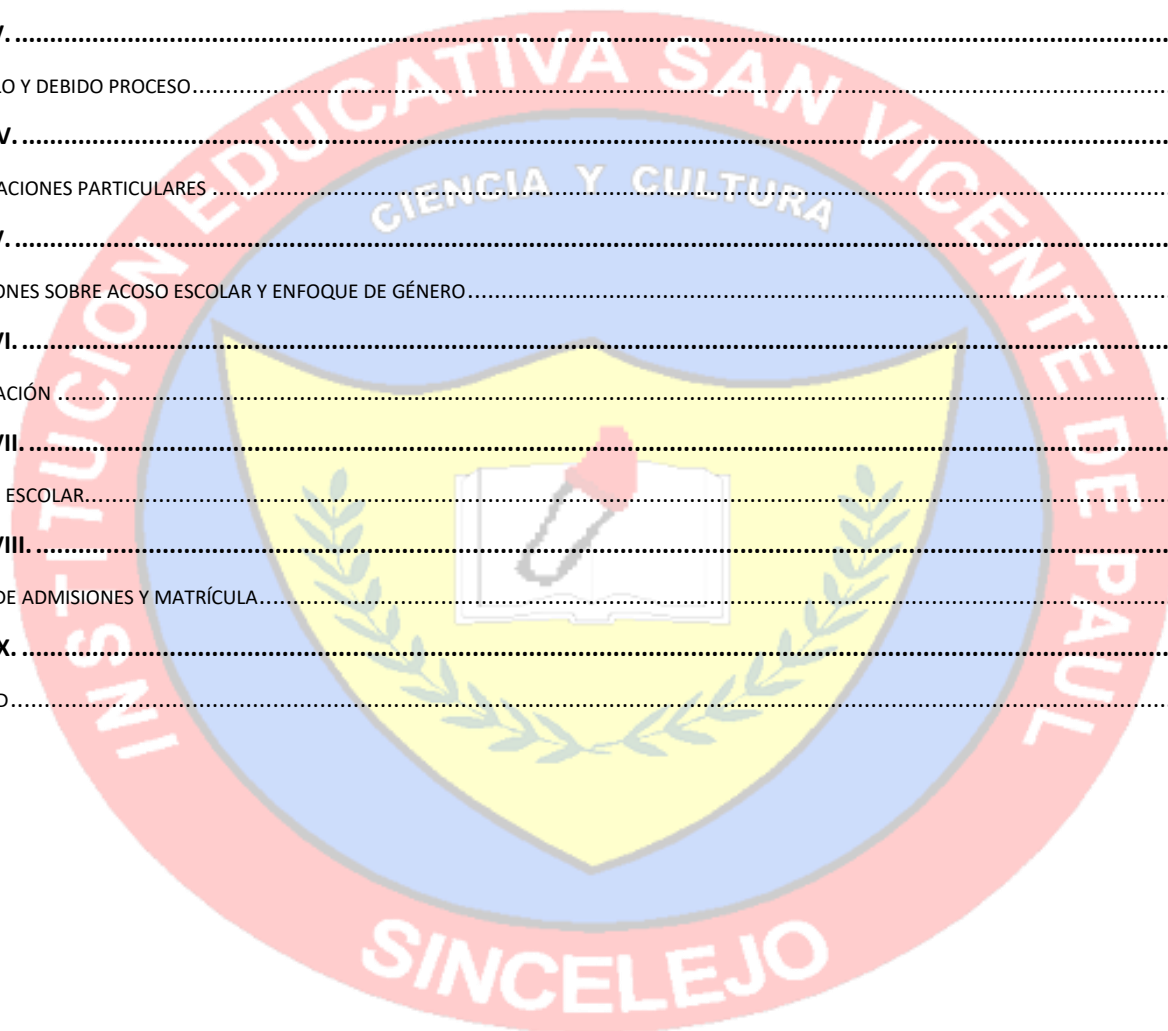 V. ........................................
LO Y DEBIDO PROCESO ........................................
V. ........................................
ACIONES PARTICULARES ........................................
V. ........................................
ONES SOBRE ACOSO ESCOLAR Y ENFOQUE DE GÉNERO ........................................
VI. ........................................
ACIÓN ........................................
VII. ........................................
ESCOLAR ........................................
VIII. ........................................
DE ADMISIONES Y MATRÍCULA ........................................
X. ........................................
D ........................................
INSTITUCION EDUCATIVA SAN VICENTE DE PAUL
CIENCIA Y CULTURA
SINCELEJO